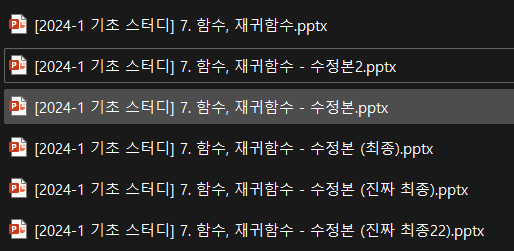 [2024-1 기초 스터디] 7. 함수, 재귀함수.pptx
[2024-1 기초 스터디] 7. 함수, 재귀함수 - 수정본2.pptx
[2024-1 기초 스터디] 7. 함수, 재귀함수 - 수정본.pptx
[2024-1 기초 스터디] 7. 함수, 재귀함수 - 수정본 (최종).pptx
[2024-1 기초 스터디] 7. 함수, 재귀함수 - 수정본 (진짜 최종).pptx
[2024-1 기초 스터디] 7. 함수, 재귀함수 - 수정본 (진짜 최종22).pptx